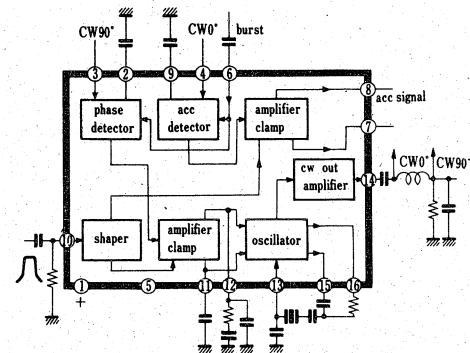 CW90°
CW0°
burst
3
2
9
4
6
8
acc signal
phase
detector
acc
detector
amplifier
clamp
7
CW0°
CW90°
cw out
amplifier
14
10
shaper
amplifier
clamp
oscillator
1
5
11
12
13
15
16
+